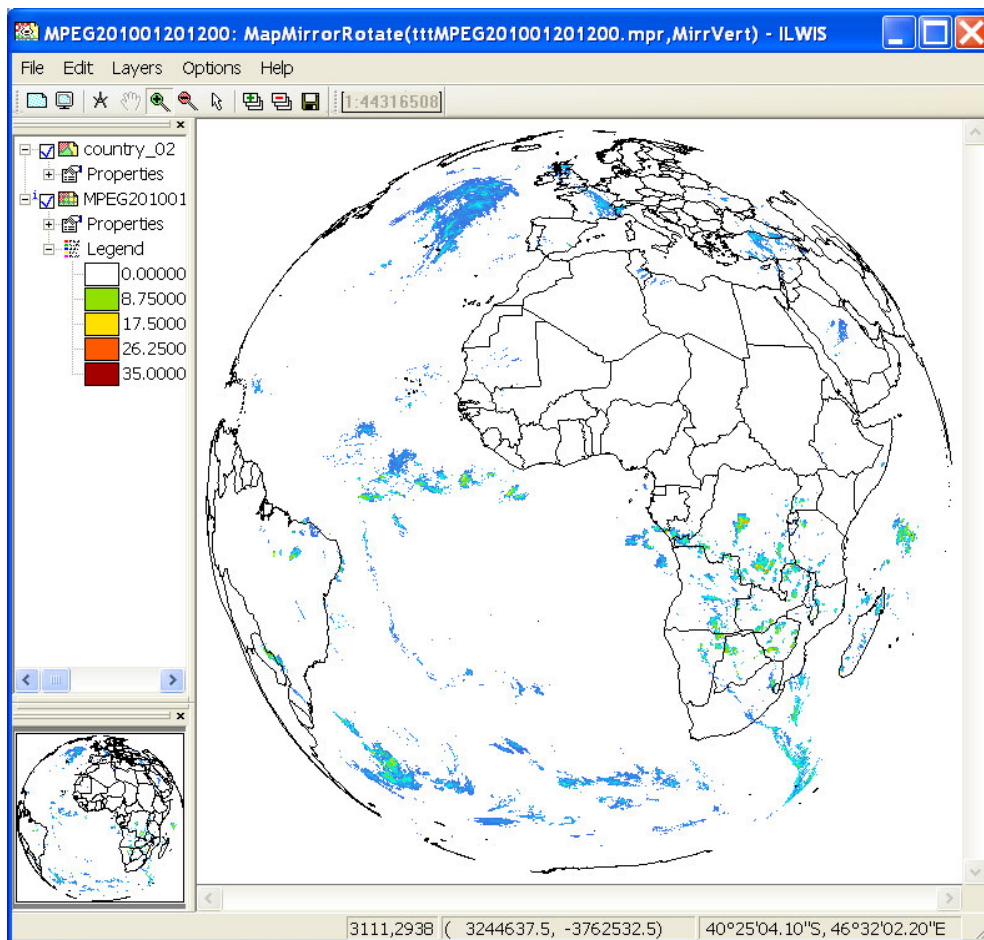 MPEG201001201200: MapMirrorRotate(tttMPEG201001201200.mpr,MirrVert) - ILWIS
File Edit Layers Options Help
1:44316508
country_02
Properties
MPEG201001
Properties
Legend
0.00000
8.75000
17.5000
26.2500
35.0000
3111,2938 ( 3244637.5, -3762532.5) 40°25'04.10"S, 46°32'02.20"E